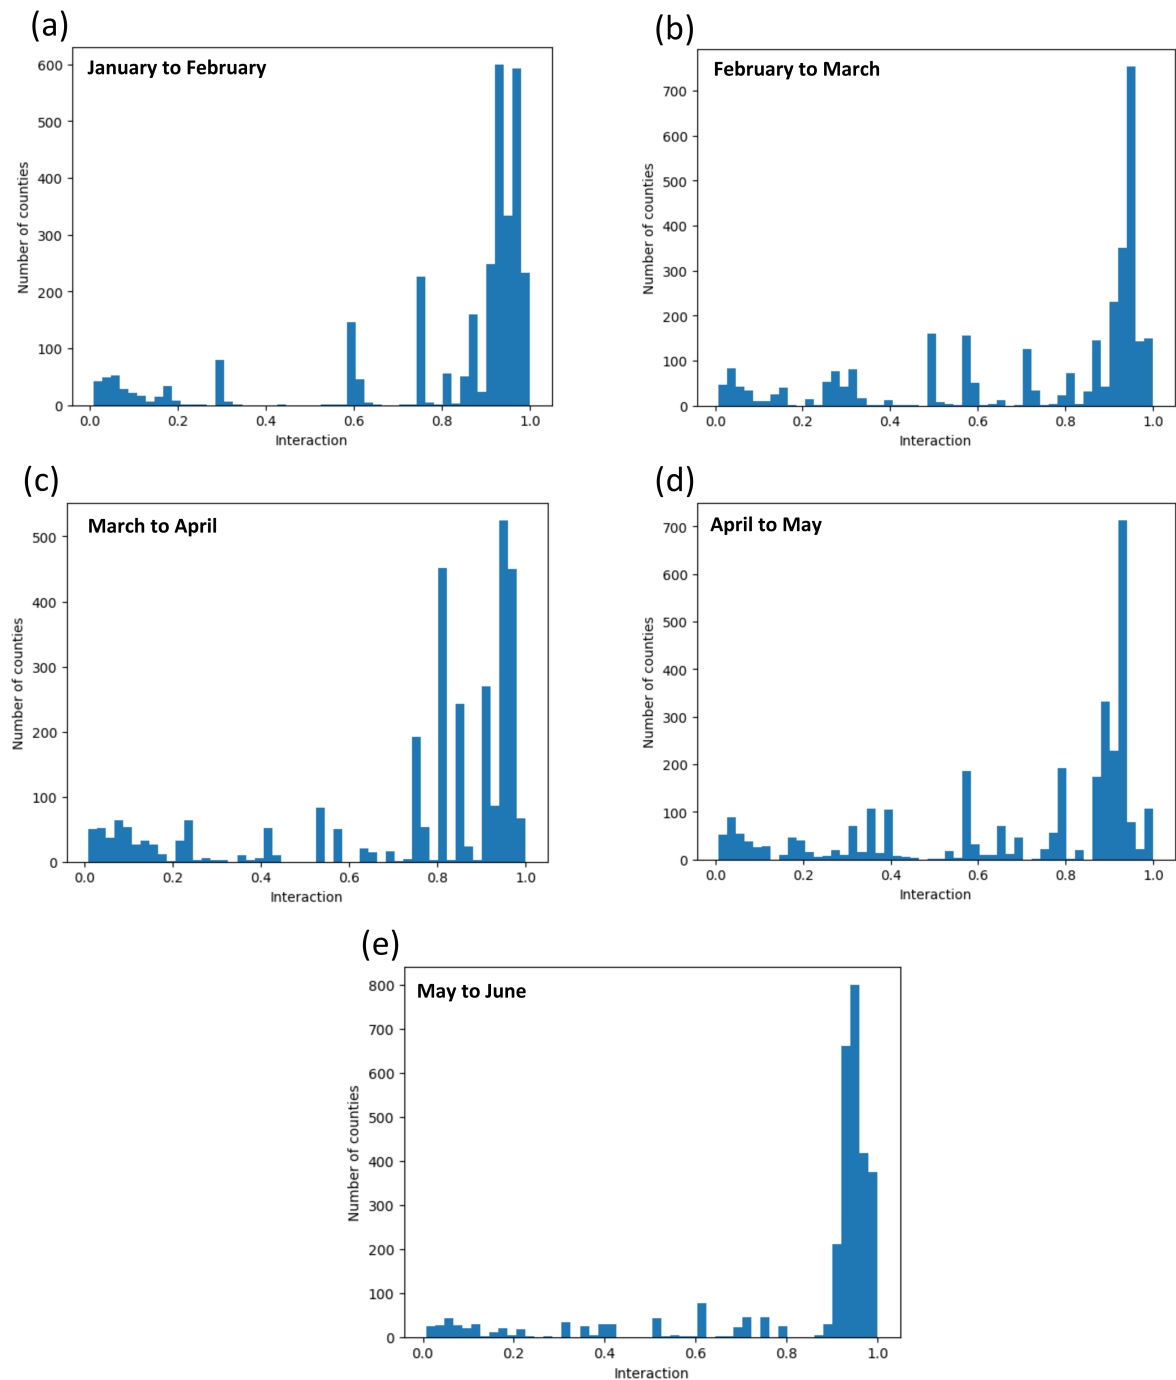 (a)
January to February
600
500
400
300
200
100
0
Number of counties
0.0 0.2 0.4 0.6 0.8 1.0
Interaction
(b)
February to March
700
600
500
400
300
200
100
0
Number of counties
0.0 0.2 0.4 0.6 0.8 1.0
Interaction
(c)
March to April
500
400
300
200
100
0
Number of counties
0.0 0.2 0.4 0.6 0.8 1.0
Interaction
(d)
April to May
700
600
500
400
300
200
100
0
Number of counties
0.0 0.2 0.4 0.6 0.8 1.0
Interaction
(e)
May to June
800
700
600
500
400
300
200
100
0
Number of counties
0.0 0.2 0.4 0.6 0.8 1.0
Interaction